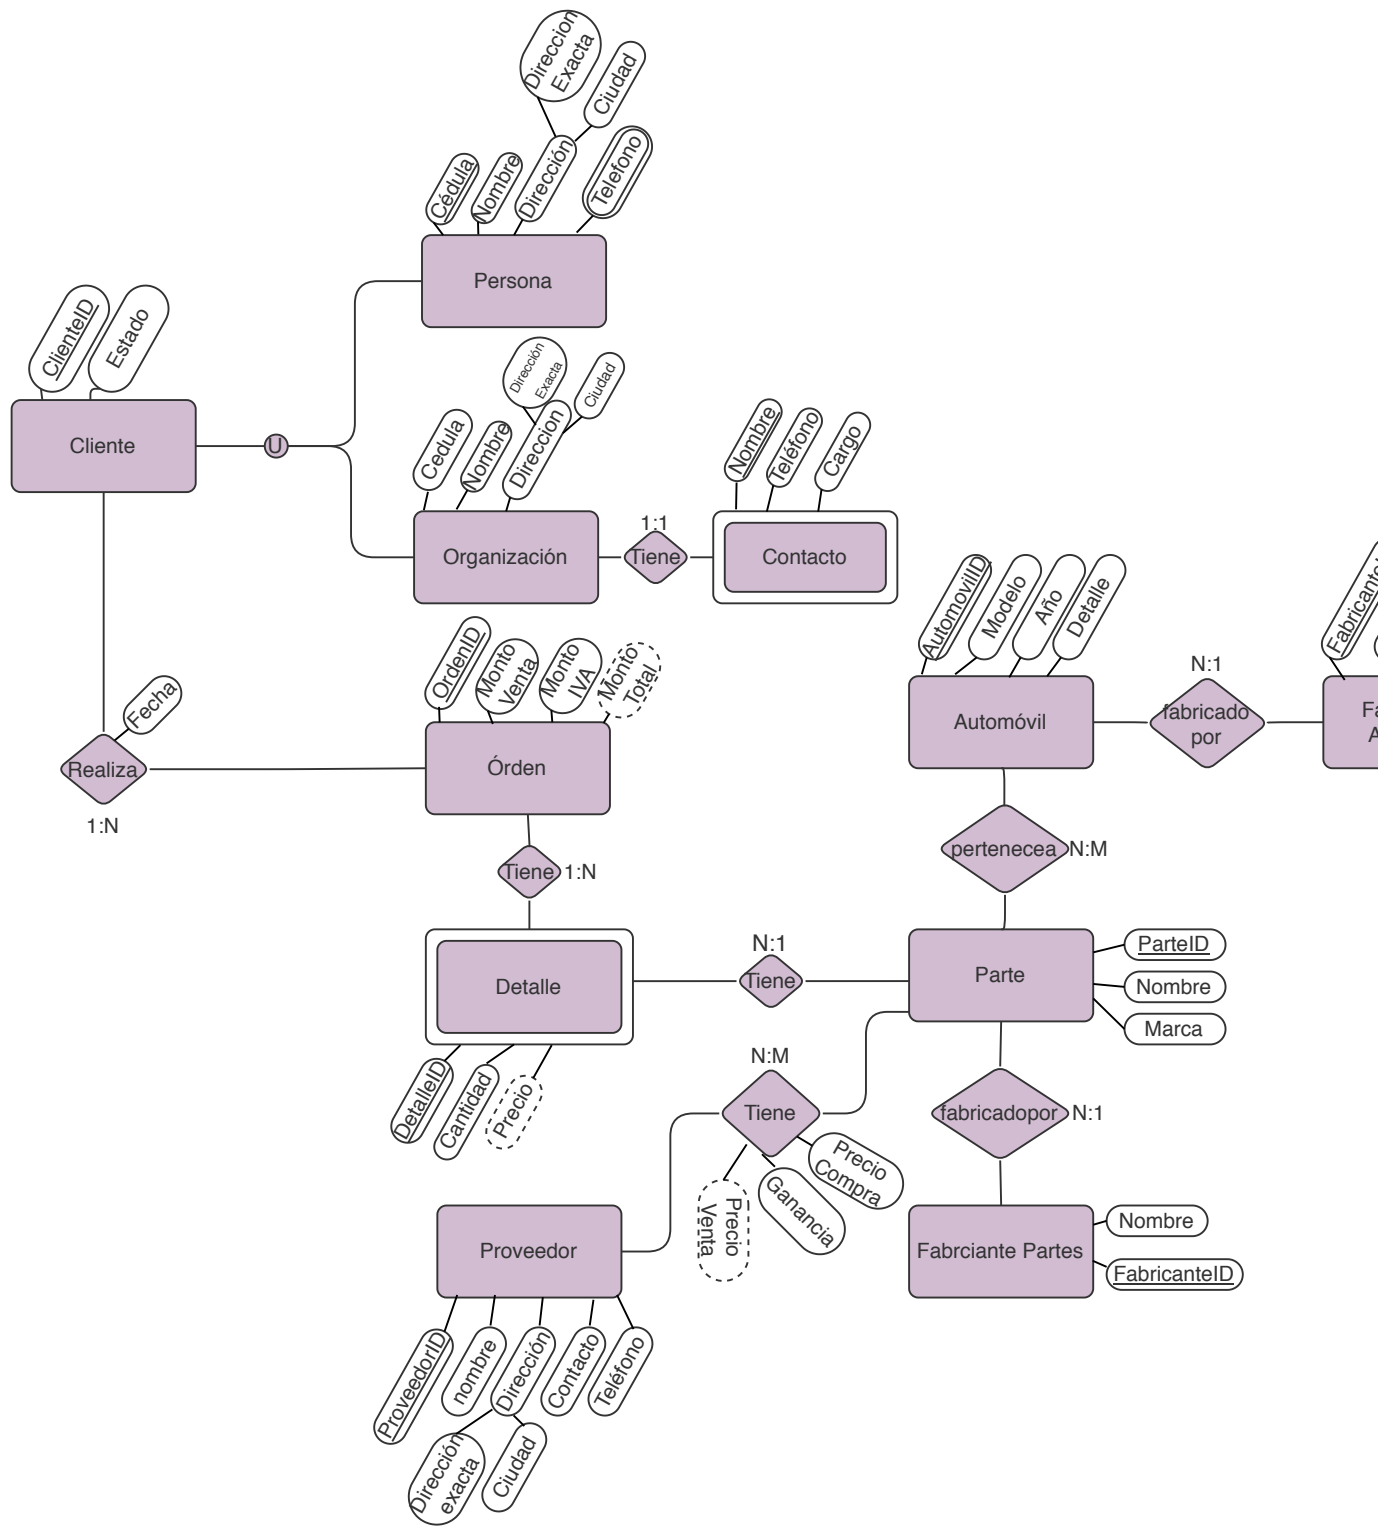 Direccion
Exacta
Ciudad
Cédula
Nombre
Dirección
Telefono
Persona
ClienteID
Estado
Cliente
U
Dirección
Exacta
Ciudad
Cedula
Nombre
Direccion
Organización
1:1
Tiene
Nombre
Teléfono
Cargo
Contacto
Fecha
Realiza
1:N
OrdenID
Monto
Venta
Monto
IVA
Monto
Total
Órden
Tiene
1:N
AutomovilID
Modelo
Año
Detalle
Automóvil
N:1
fabricado
por
Fa
A
pertenecea
N:M
Detalle
DetalleID
Cantidad
Precio
N:1
Tiene
Parte
ParteID
Nombre
Marca
N:M
Tiene
Precio
Venta
Ganancia
Precio
Compra
fabricadopor
N:1
Fabrciante Partes
Nombre
FabricanteID
Proveedor
ProveedorID
nombre
Dirección
Contacto
Teléfono
Dirección
exacta
Ciudad